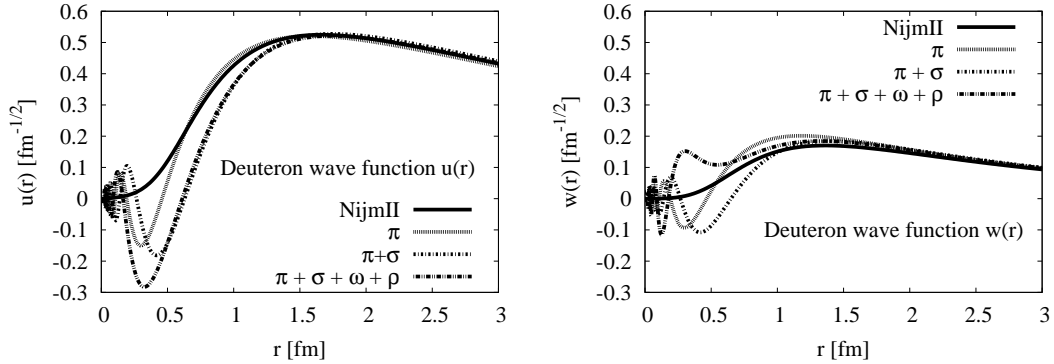 u(r) [fm-1/2]
0.6
0.5
0.4
0.3
0.2
0.1
0
-0.1
-0.2
-0.3
Deuteron wave function u(r)
NijmII
π
π+σ
π + σ + ω + ρ
0 0.5 1 1.5 2 2.5 3
r [fm]
w(r) [fm-1/2]
0.6
0.5
0.4
0.3
0.2
0.1
0
-0.1
-0.2
-0.3
NijmII
π
π + σ
π + σ + ω + ρ
Deuteron wave function w(r)
0 0.5 1 1.5 2 2.5 3
r [fm]